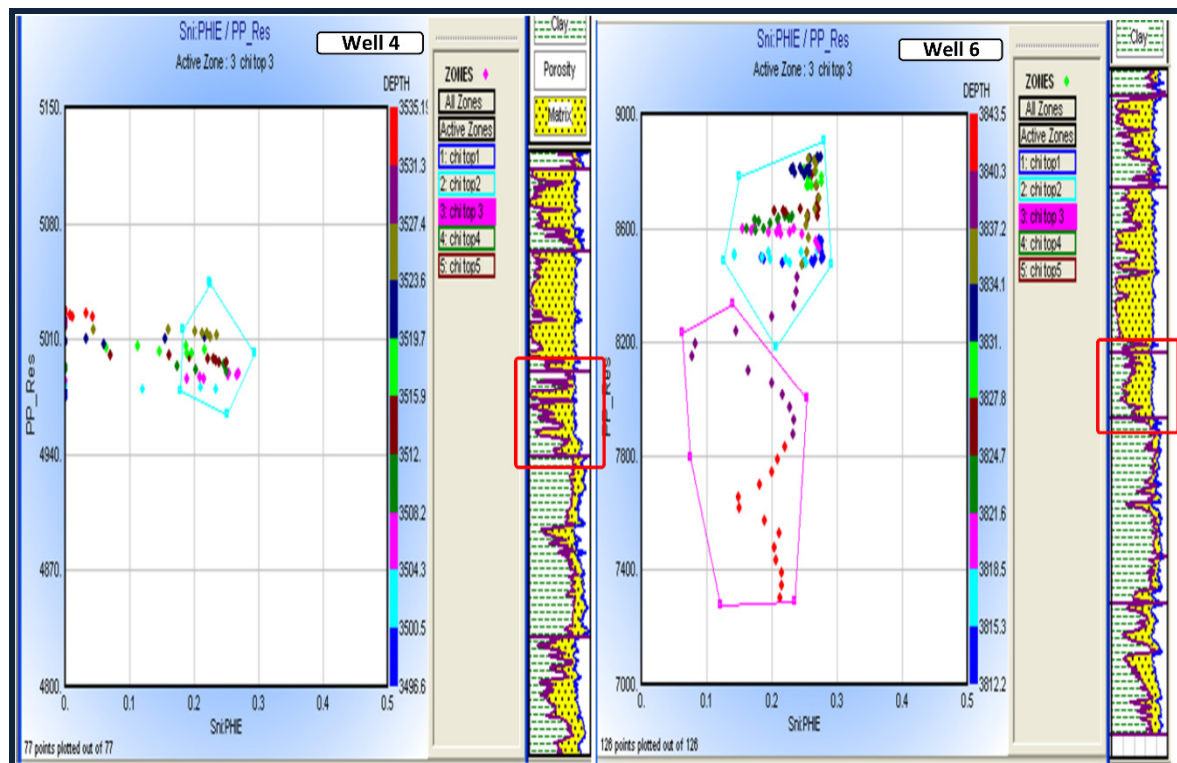 Sni:PHIE / PP_Res
Well 4
Active Zone : 3 chi top 3
DEPTH
5150.
5080.
5010.
4940.
4870.
4800.
PP_Res
0.
0.1
0.2
0.3
0.4
0.5
Sni:PHIE
77 points plotted out of 77
3535.19
3531.3
3527.4
3523.6
3519.7
3515.9
3512.
3508.2
3504.3
3500.5
ZONES
All Zones
Active Zones
1: chi top1
2: chi top2
3: chi top 3
4: chi top4
5: chi top5
Clay
Porosity
Matrix
Sni:PHIE / PP_Res
Well 6
Active Zone : 3 chi top 3
DEPTH
9000.
8600.
8200.
7800.
7400.
7000.
PP_Res
0.
0.1
0.2
0.3
0.4
0.5
Sni:PHIE
128 points plotted out of 128
3843.5
3840.3
3837.2
3834.1
3831.
3827.8
3824.7
3821.6
3818.5
3815.3
3812.2
ZONES
All Zones
Active Zones
1: chi top1
2: chi top2
3: chi top 3
4: chi top4
5: chi top5
Clay